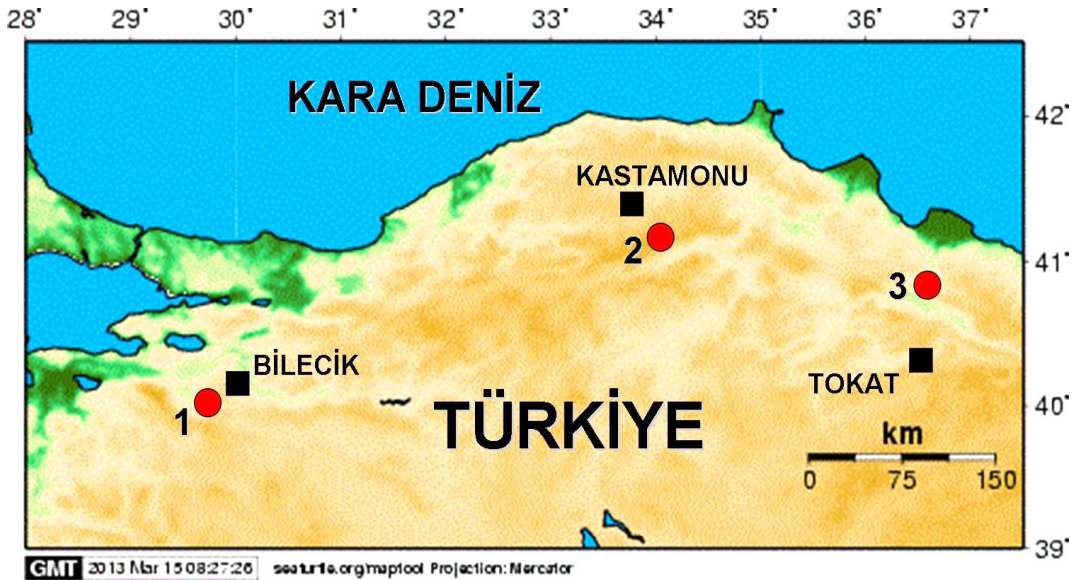 28° 29° 30° 31° 32° 33° 34° 35° 36° 37°
KARA DENİZ
42°
KASTAMONU
2
41°
3
BİLECİK
TOKAT
1
TÜRKİYE
40°
km
0 75 150
39°
GMT 2013 Mar 15 08:27:26 seaturtle.org/maptool Projection: Mercator